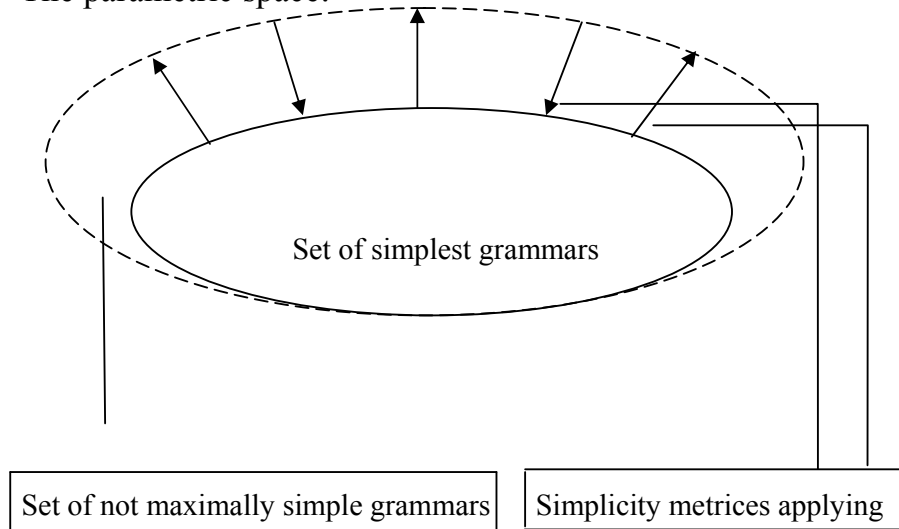 The parametric space:
Set of simplest grammars
Set of not maximally simple grammars
Simplicity metrices applying